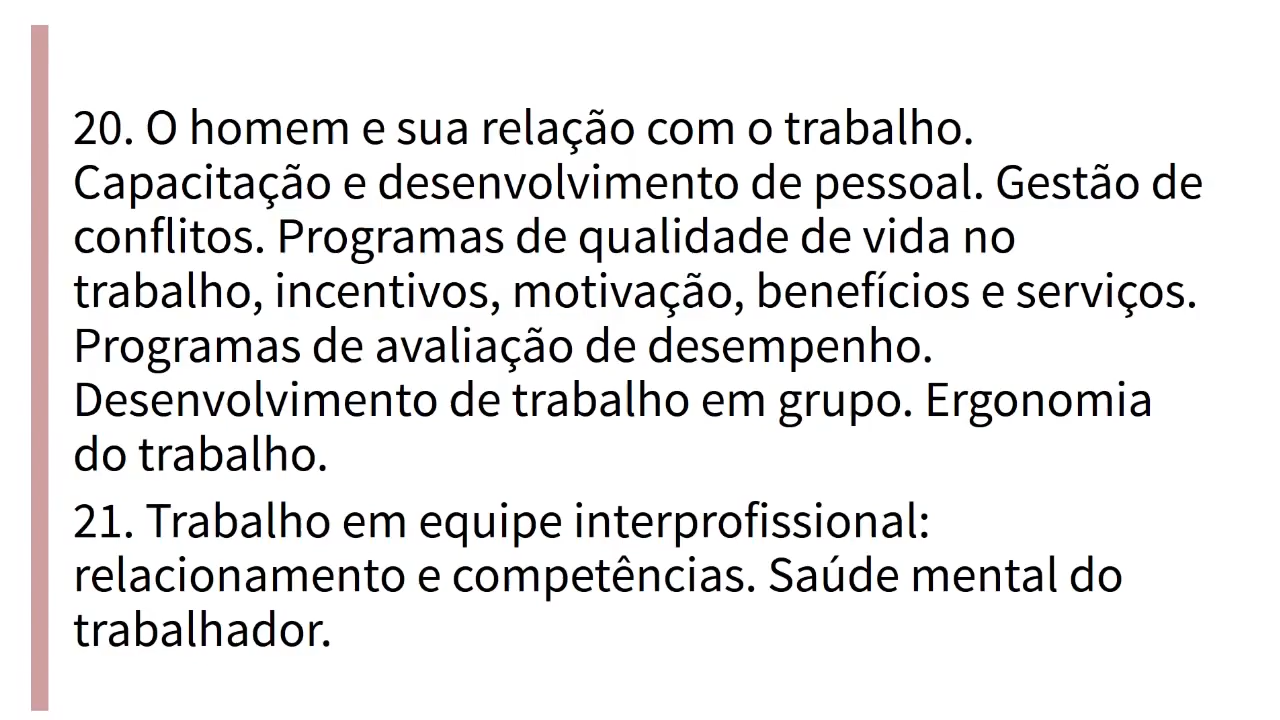 20. O homem e sua relação com o trabalho.
Capacitação e desenvolvimento de pessoal. Gestão de
conflitos. Programas de qualidade de vida no
trabalho, incentivos, motivação, benefícios e serviços.
Programas de avaliação de desempenho.
Desenvolvimento de trabalho em grupo. Ergonomia
do trabalho.
21. Trabalho em equipe interprofissional:
relacionamento e competências. Saúde mental do
trabalhador.